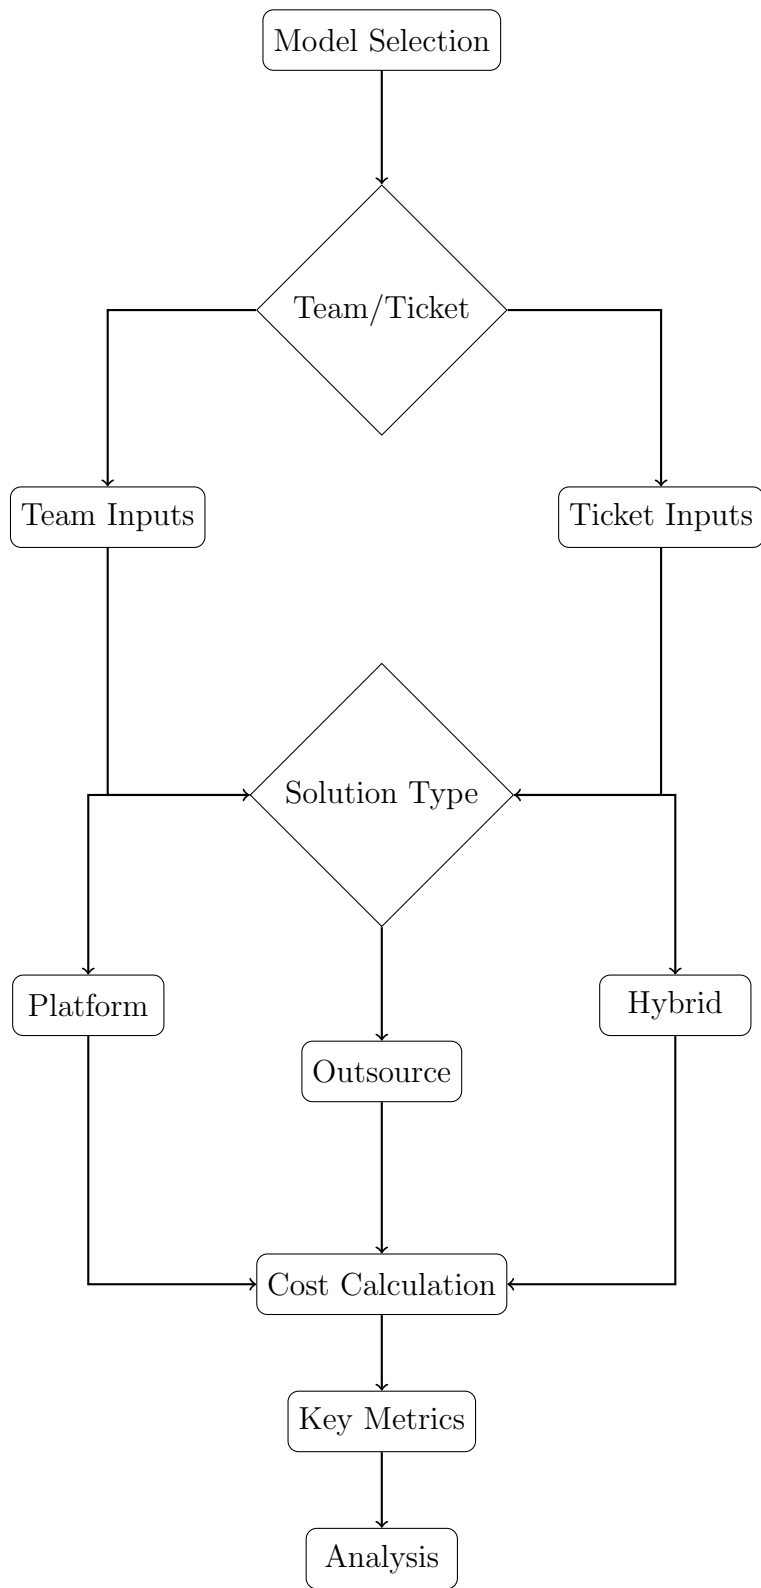 Model Selection
Team/Ticket
Team Inputs
Ticket Inputs
Solution Type
Platform
Hybrid
Outsource
Cost Calculation
Key Metrics
Analysis